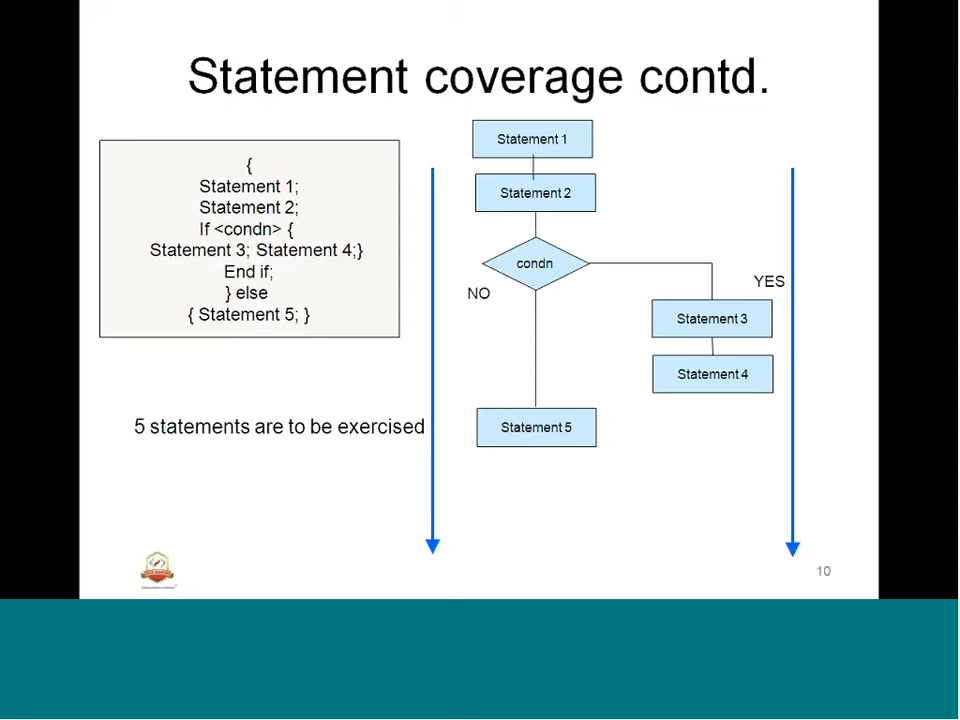 Statement coverage contd.
{
Statement 1;
Statement 2;
If <condn> {
Statement 3; Statement 4;}
End if;
} else
{ Statement 5; }
5 statements are to be exercised
Statement 1
Statement 2
condn
NO
YES
Statement 3
Statement 4
Statement 5
10